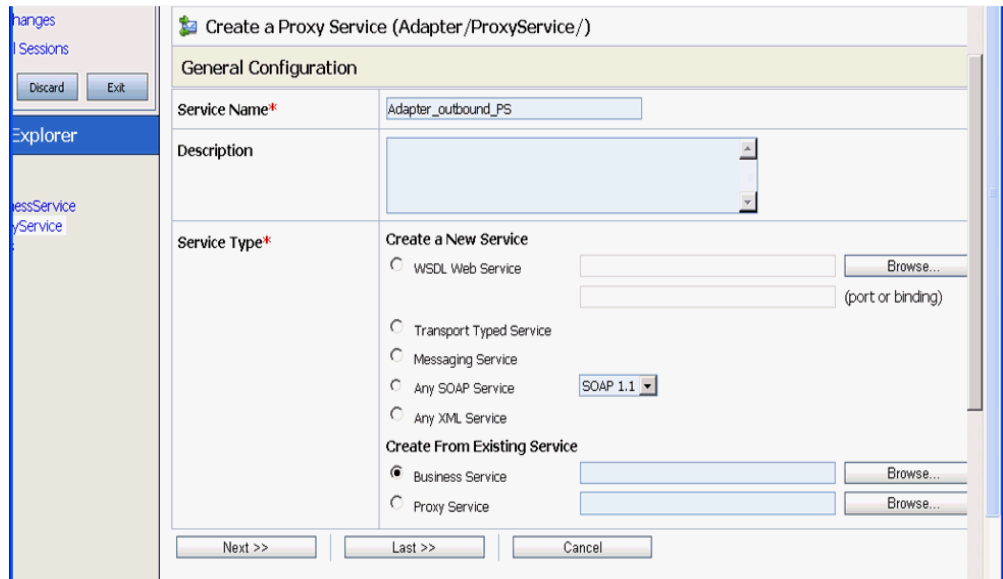 hanges
l Sessions
Discard Exit
Explorer
essService
yService
Create a Proxy Service (Adapter/ProxyService/)
General Configuration
Service Name*
Adapter_outbound_PS
Description
Service Type*
Create a New Service
WSDL Web Service
Browse...
(port or binding)
Transport Typed Service
Messaging Service
Any SOAP Service
SOAP 1.1
Any XML Service
Create From Existing Service
Business Service
Browse...
Proxy Service
Browse...
Next >> Last >> Cancel